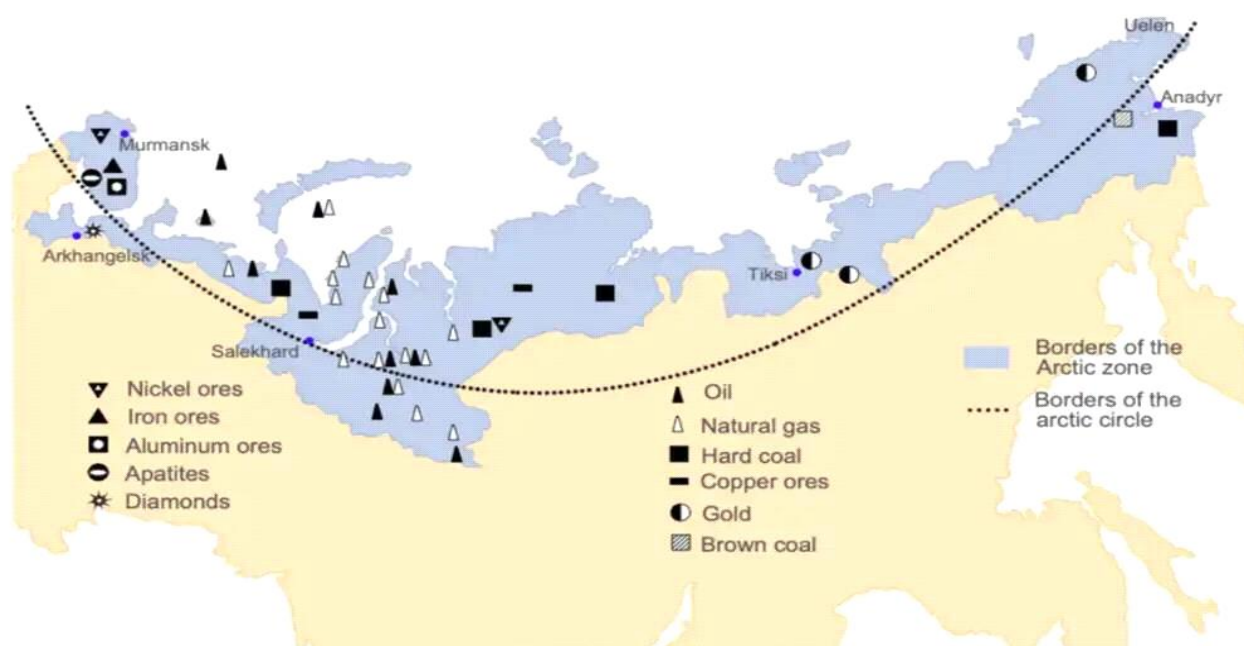 Uelen
Anadyr
Murmansk
Arkhangelsk
Tiksi
Salekhard
Nickel ores
Iron ores
Aluminum ores
Apatites
Diamonds
Oil
Natural gas
Hard coal
Copper ores
Gold
Brown coal
Borders of the
Arctic zone
Borders of the
arctic circle